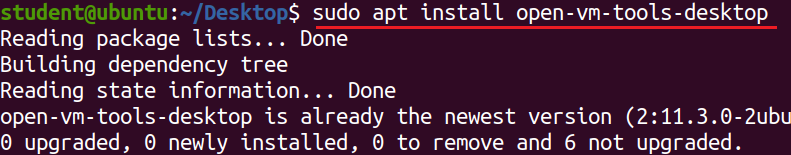 student@ubuntu:~/Desktop$ sudo apt install open-vm-tools-desktop
Reading package lists... Done
Building dependency tree
Reading state information... Done
open-vm-tools-desktop is already the newest version (2:11.3.0-2ubu
0 upgraded, 0 newly installed, 0 to remove and 6 not upgraded.